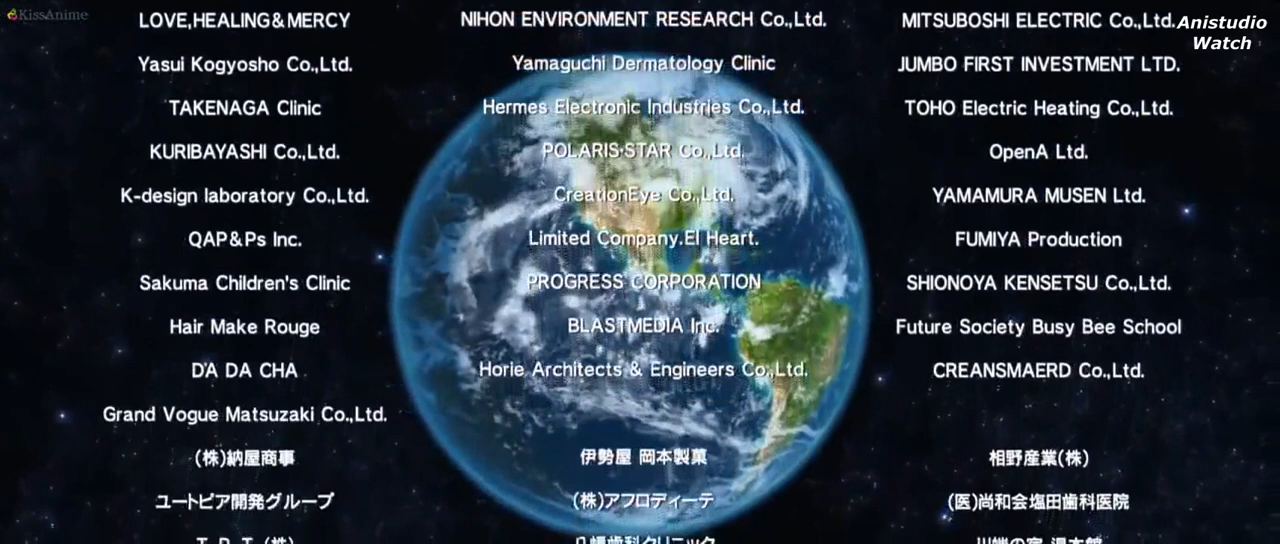 KissAnime
Anistudio
Watch
LOVE,HEALING&MERCY
NIHON ENVIRONMENT RESEARCH Co.,Ltd.
MITSUBOSHI ELECTRIC Co.,Ltd.
Yasui Kogyosho Co.,Ltd.
Yamaguchi Dermatology Clinic
JUMBO FIRST INVESTMENT LTD.
TAKENAGA Clinic
Hermes Electronic Industries Co.,Ltd.
TOHO Electric Heating Co.,Ltd.
KURIBAYASHI Co.,Ltd.
POLARIS・STAR Co.,Ltd.
OpenA Ltd.
K-design laboratory Co.,Ltd.
CreationEye Co.,Ltd.
YAMAMURA MUSEN Ltd.
QAP&Ps Inc.
Limited Company.El Heart.
FUMIYA Production
Sakuma Children's Clinic
PROGRESS CORPORATION
SHIONOYA KENSETSU Co.,Ltd.
Hair Make Rouge
BLASTMEDIA Inc.
Future Society Busy Bee School
D'A DA CHA
Horie Architects & Engineers Co.,Ltd.
CREANSMAERD Co.,Ltd.
Grand Vogue Matsuzaki Co.,Ltd.
(株)納屋商事
伊勢屋 岡本製菓
相野産業(株)
ユートピア開発グループ
(株)アフロディーテ
(医)尚和会塩田歯科医院